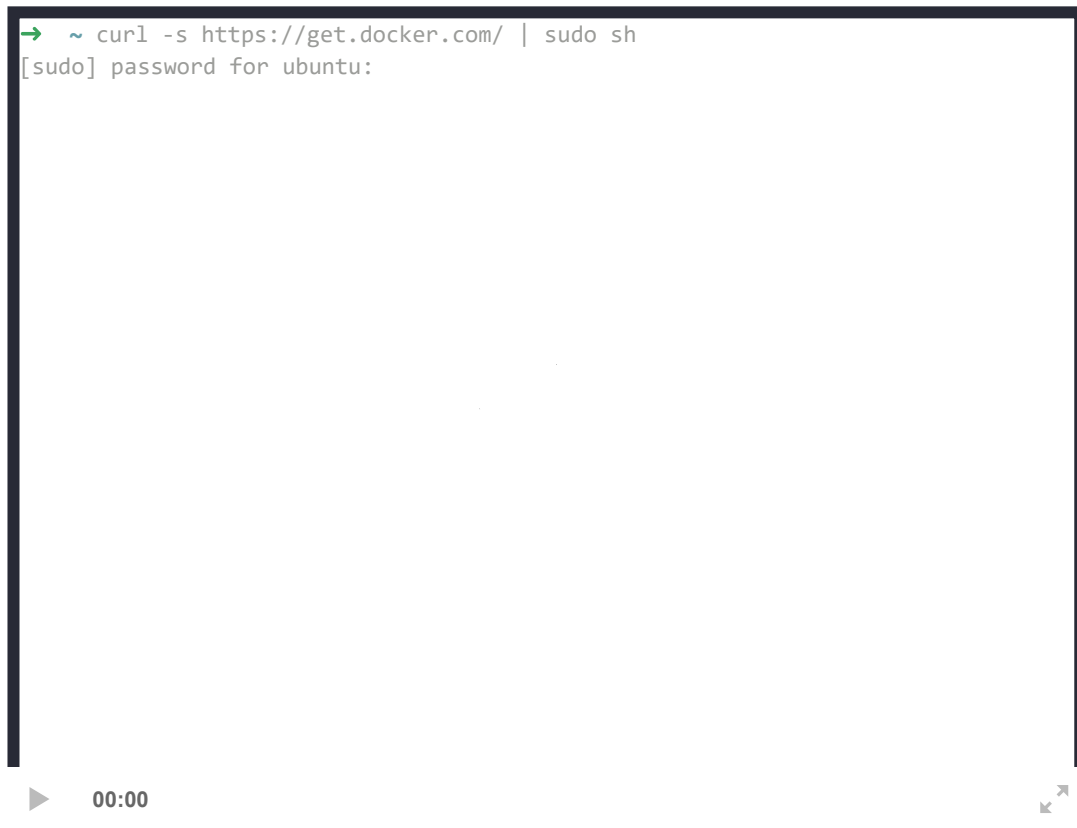 ➜  ~ curl -s https://get.docker.com/ | sudo sh
[sudo] password for ubuntu:
00:00